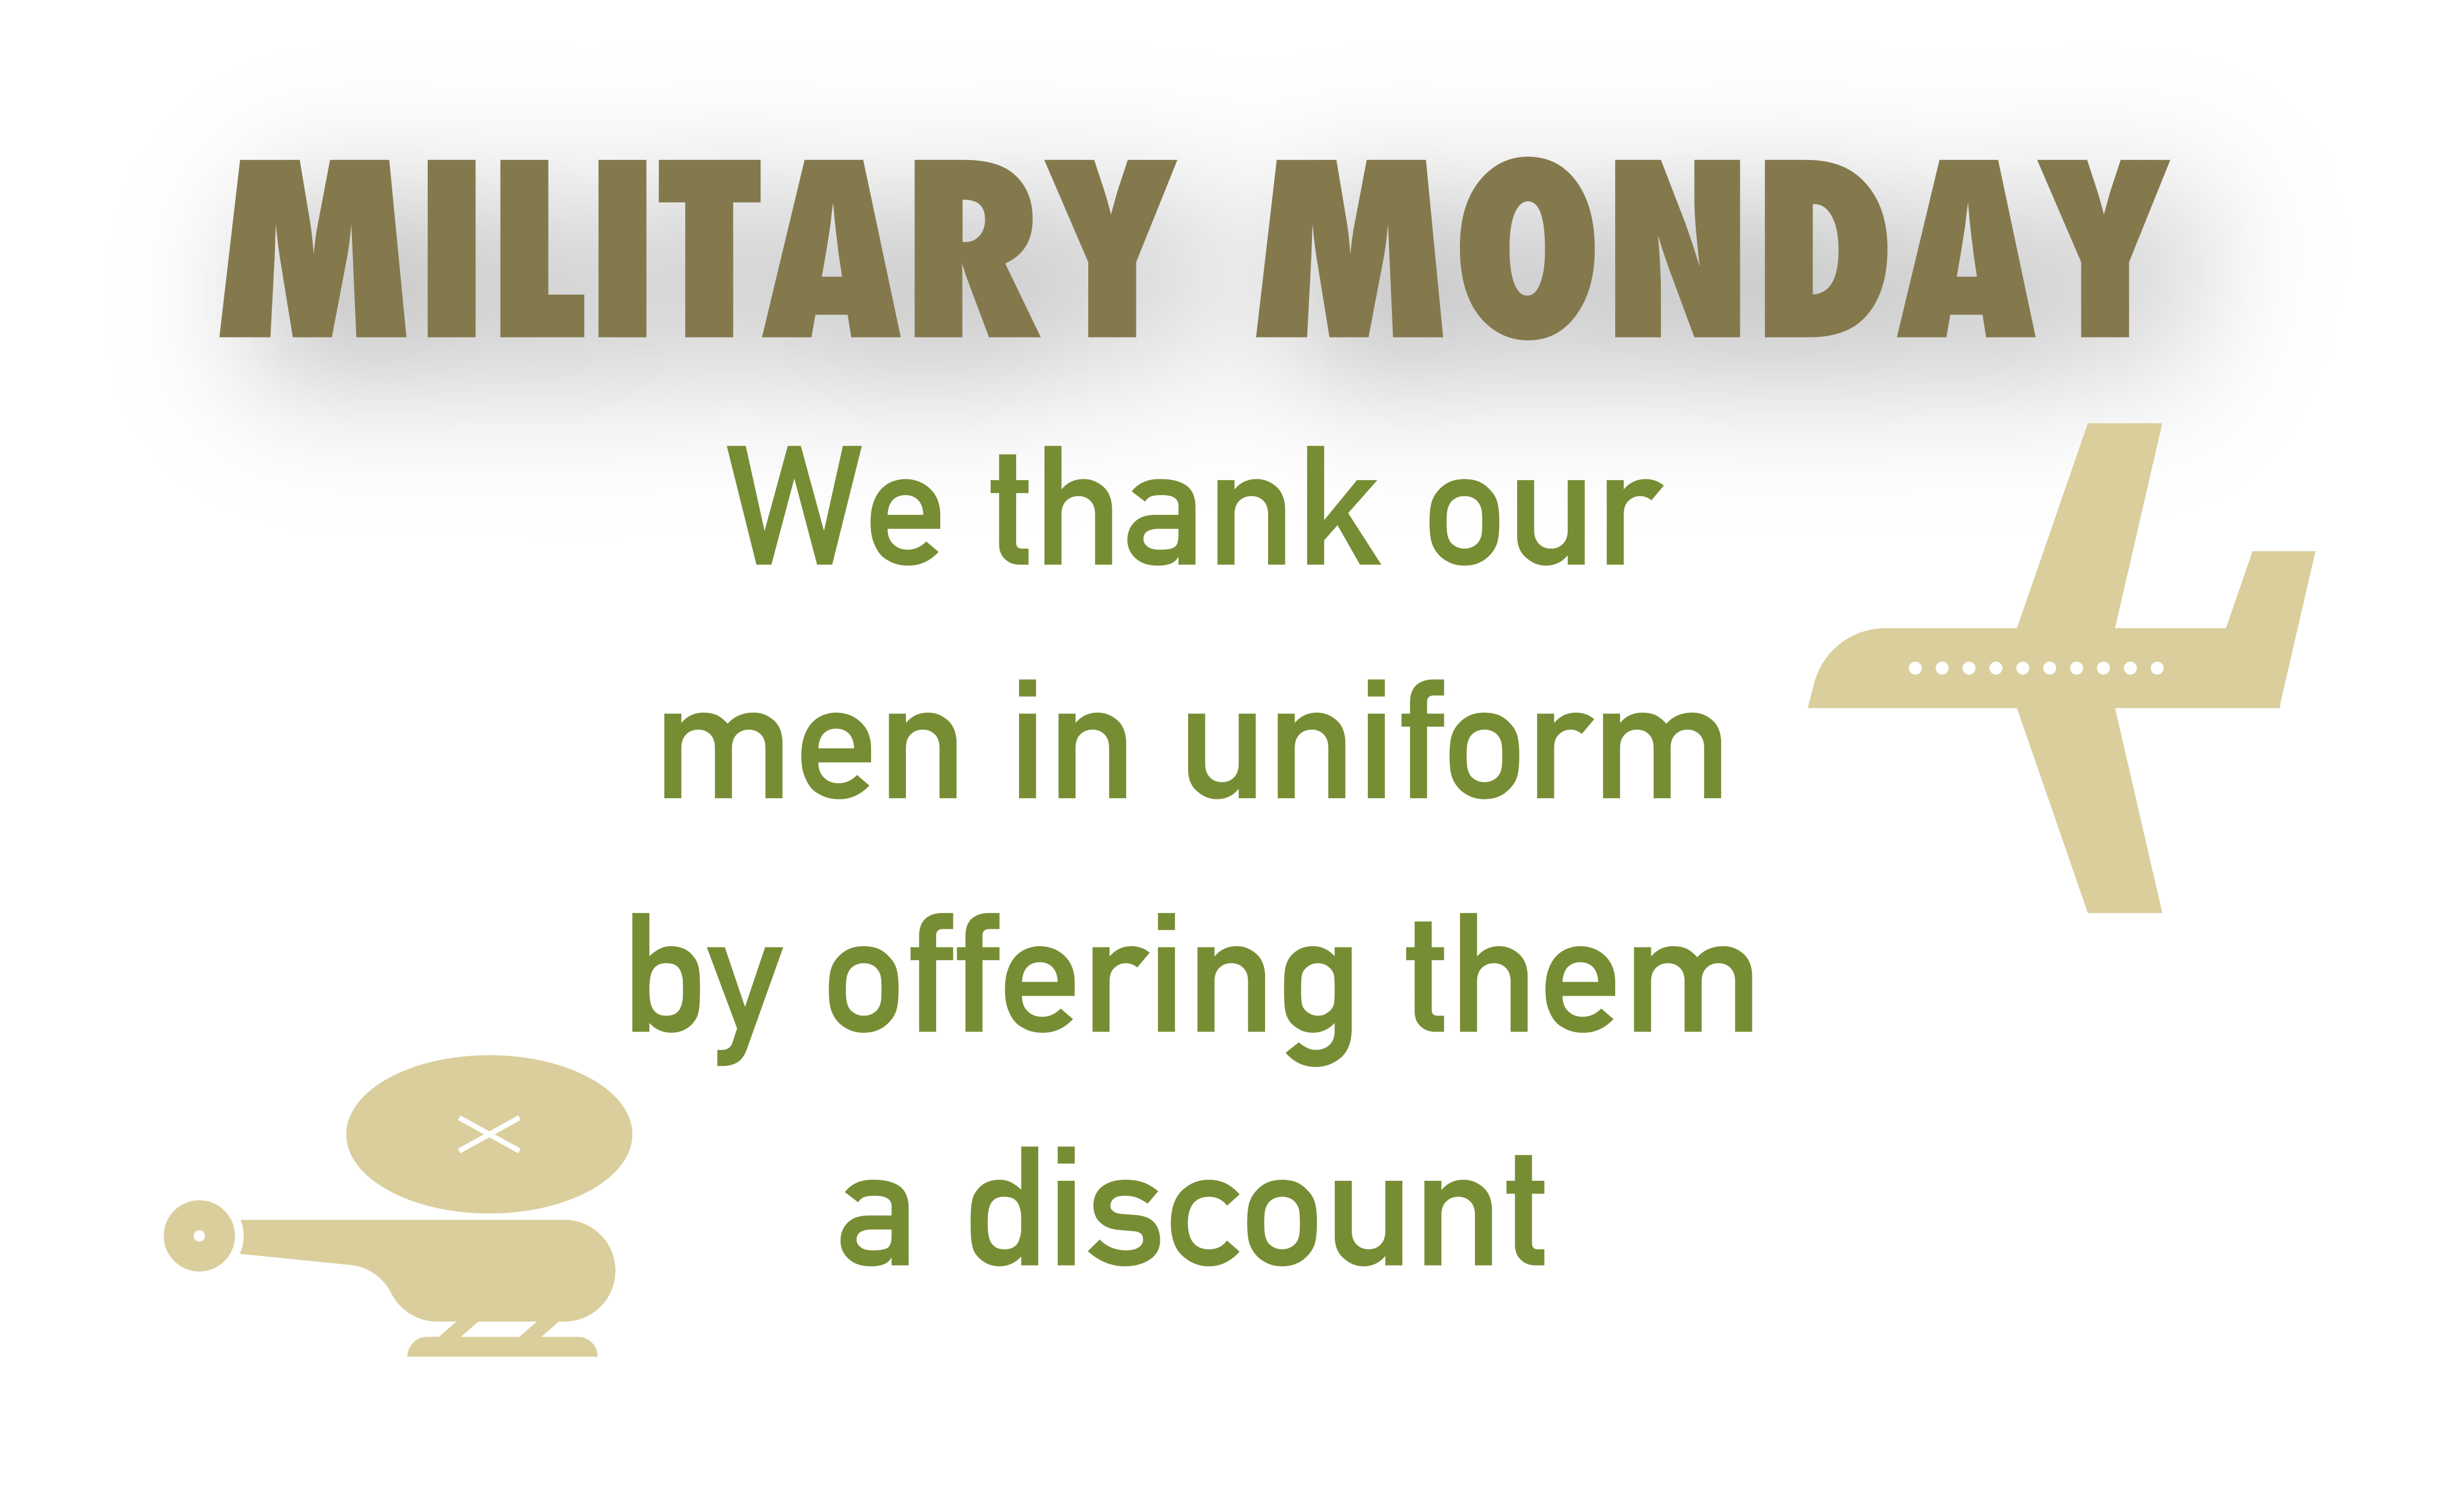 MILITARY MONDAY
We thank our
men in uniform
by offering them
a discount